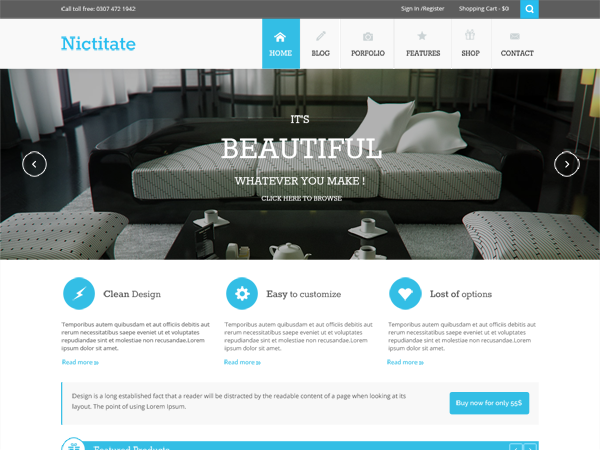 Call toll free: 0307 472 1942
Sign In /Register
Shopping Cart - $0
Nictitate
HOME
BLOG
PORFOLIO
FEATURES
SHOP
CONTACT
IT'S
BEAUTIFUL
WHATEVER YOU MAKE !
CLICK HERE TO BROWSE
Clean Design
Easy to customize
Lost of options
Temporibus autem quibusdam et aut officiis debitis aut
rerum necessitatibus saepe eveniet ut et voluptates
repudiandae sint et molestiae non recusandae.Lorem
ipsum dolor sit amet.
Read more »
Temporibus autem quibusdam et aut officiis debitis aut
rerum necessitatibus saepe eveniet ut et voluptates
repudiandae sint et molestiae non recusandae.Lorem
ipsum dolor sit amet.
Read more »
Temporibus autem quibusdam et aut officiis debitis aut
rerum necessitatibus saepe eveniet ut et voluptates
repudiandae sint et molestiae non recusandae.Lorem
ipsum dolor sit amet.
Read more »
Design is a long established fact that a reader will be distracted by the readable content of a page when looking at its
layout. The point of using Lorem Ipsum.
Buy now for only 55$
Featured Products